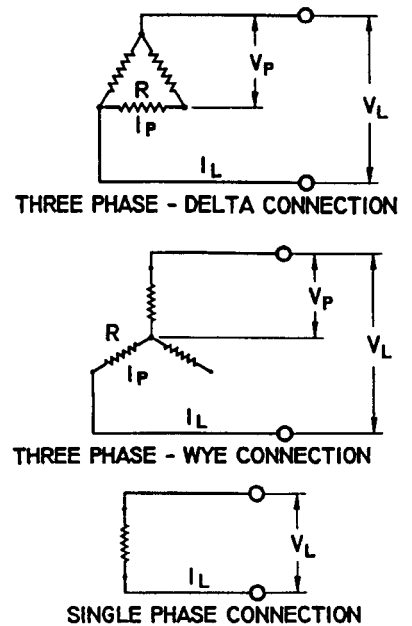 V_P
R
V_L
I_P
I_L
THREE PHASE - DELTA CONNECTION
V_P
R
V_L
I_P
I_L
THREE PHASE - WYE CONNECTION
V_L
I_L
SINGLE PHASE CONNECTION